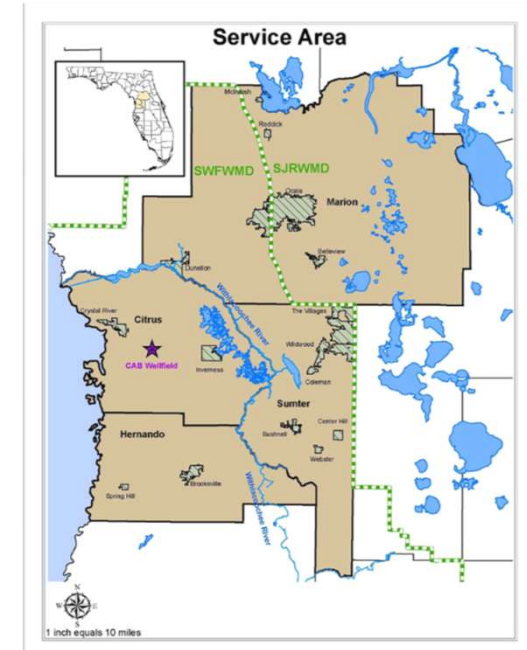 Service Area
McIntosh
Reddick
SWFWMD
SJRWMD
Ocala
Marion
Belleview
Dunellon
Withlacoochee River
The Villages
Crystal River
Citrus
Wildwood
CAB Wellfield
Inverness
Coleman
Sumter
Center Hill
Hernando
Bushnell
Webster
Brooksville
Spring Hill
Withlacoochee River
N
W
E
S
1 inch equals 10 miles